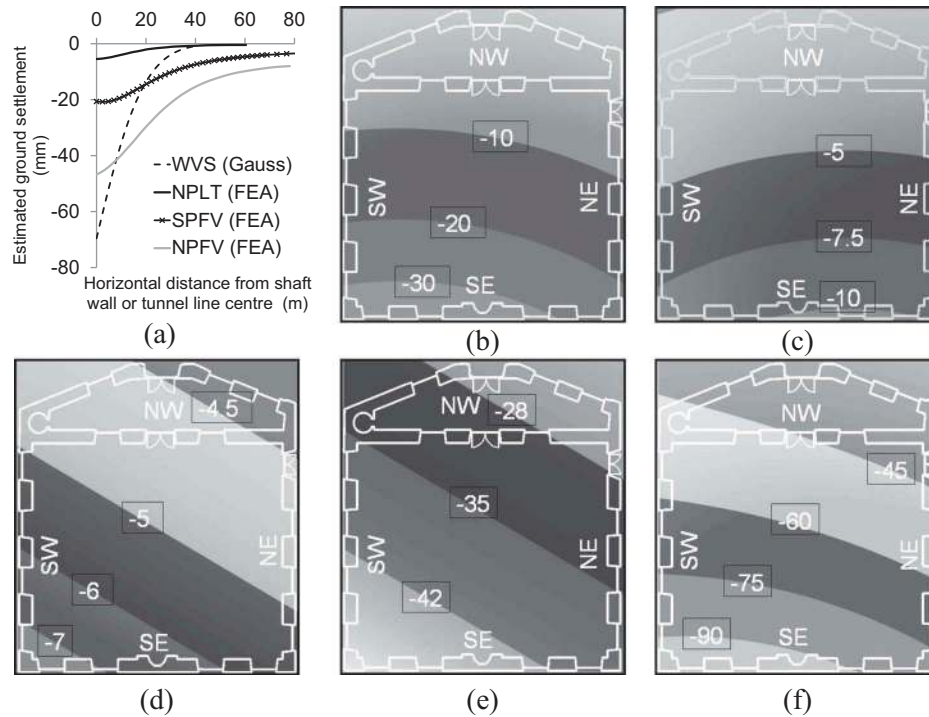 0 20 40 60 80
0
-20
-40
-60
-80
Estimated ground settlement
(mm)
WVS (Gauss)
NPLT (FEA)
SPFV (FEA)
NPFV (FEA)
Horizontal distance from shaft
wall or tunnel line centre (m)
(a)
NW
-10
SW
NE
-20
-30
SE
(b)
NW
-5
SW
NE
-7.5
SE
-10
(c)
NW
-4.5
-5
SW
NE
-6
-7
SE
(d)
NW
-28
-35
SW
NE
-42
SE
(e)
NW
-45
-60
SW
NE
-75
-90
SE
(f)